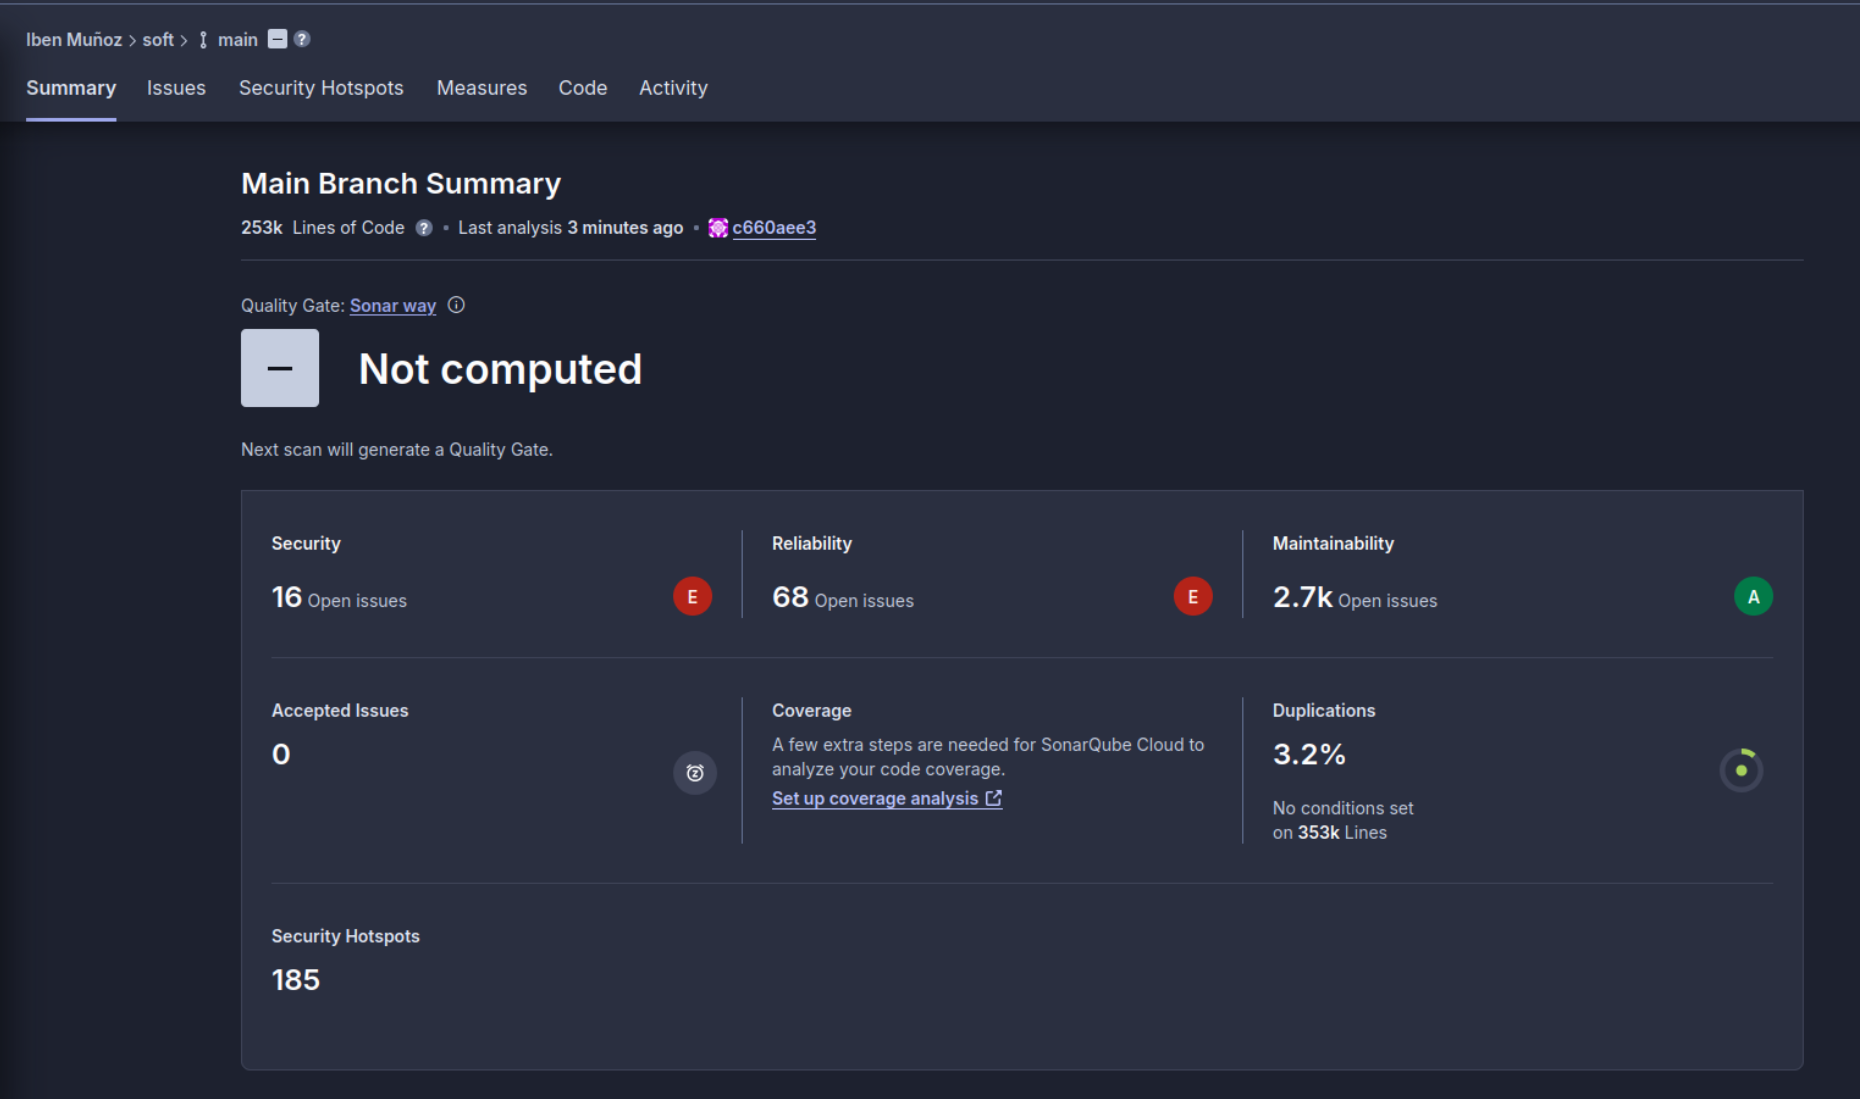 Iben Muñoz > soft > main – ?
Summary Issues Security Hotspots Measures Code Activity
Main Branch Summary
253k Lines of Code ? • Last analysis 3 minutes ago • c660aee3
Quality Gate: Sonar way
Not computed
Next scan will generate a Quality Gate.
Security
16 Open issues E
Reliability
68 Open issues E
Maintainability
2.7k Open issues A
Accepted Issues
0
Coverage
A few extra steps are needed for SonarQube Cloud to
analyze your code coverage.
Set up coverage analysis
Duplications
3.2%
No conditions set
on 353k Lines
Security Hotspots
185